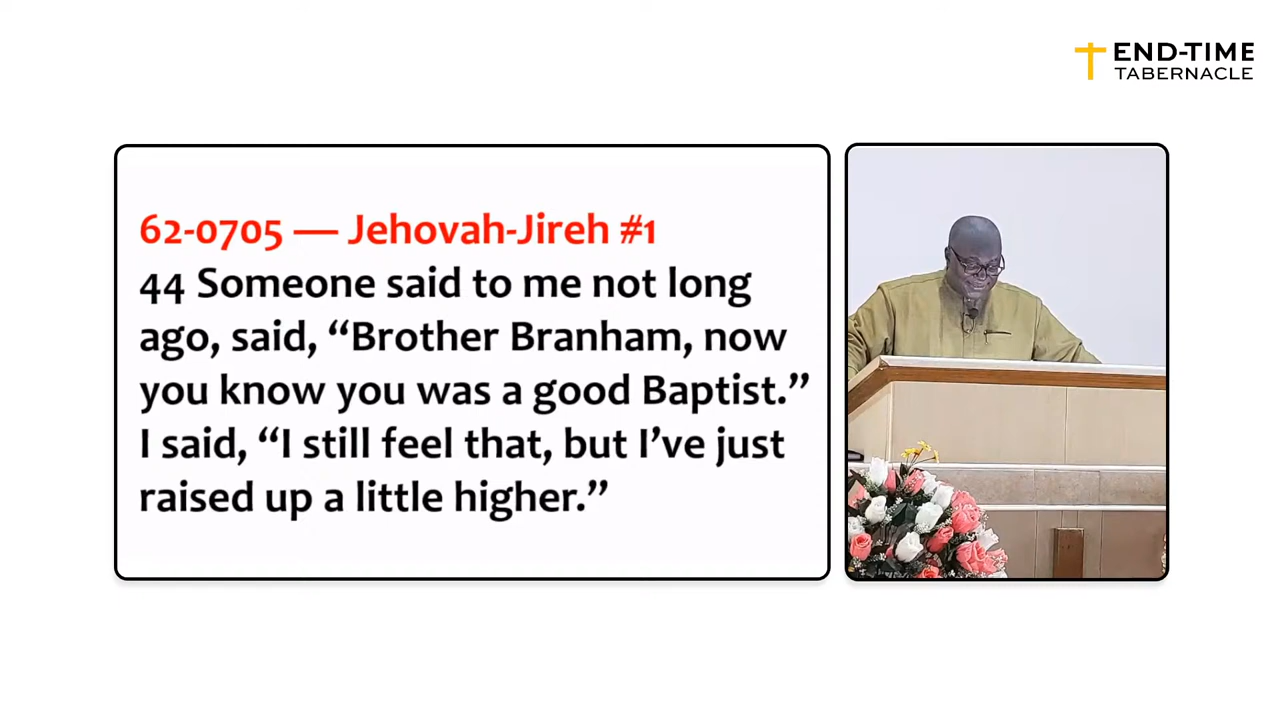 END-TIME
TABERNACLE
62-0705 — Jehovah-Jireh #1
44 Someone said to me not long
ago, said, “Brother Branham, now
you know you was a good Baptist.”
I said, “I still feel that, but I’ve just
raised up a little higher.”